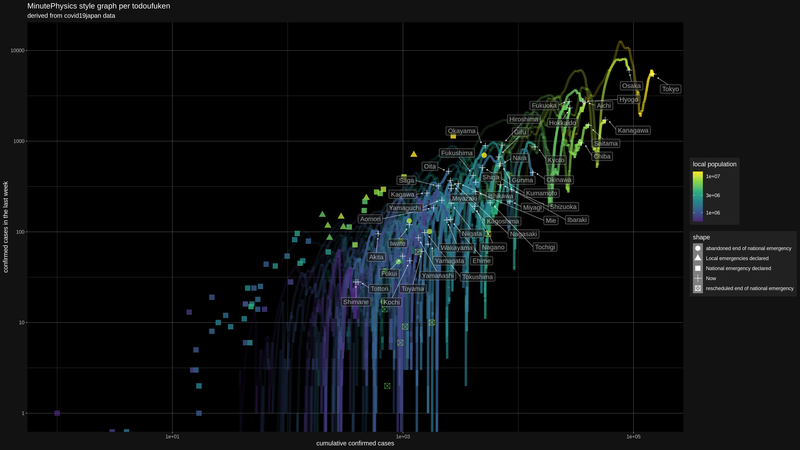 MinutePhysics style graph per todoufuken
derived from covid19japan data
confirmed cases in the last week
10000
1000
100
10
1
Osaka
Tokyo
Fukuoka
Hyogo
Aichi
Hiroshima
Hokkaido
Okayama
Gifu
Kanagawa
Saitama
Fukushima
Nara
Kyoto
Chiba
Oita
Saga
Shiga
Gunma
Okinawa
Kagawa
Miyazaki
Ishikawa
Kumamoto
Yamaguchi
Miyagi
Shizuoka
Aomori
Kagoshima
Mie
Ibaraki
Niigata
Nagasaki
Iwate
Wakayama
Nagano
Tochigi
Akita
Yamagata
Ehime
Fukui
Yamanashi
Tokushima
Tottori
Toyama
Shimane
Kochi
1e+01
1e+03
1e+05
cumulative confirmed cases
local population
1e+07
3e+06
1e+06
shape
abandoned end of national emergency
Local emergencies declared
National emergency declared
Now
rescheduled end of national emergency